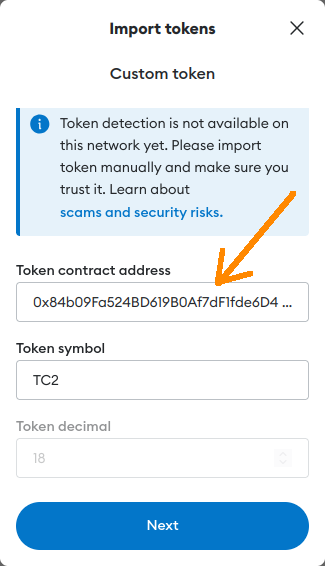 Import tokens
Custom token
Token detection is not available on
this network yet. Please import
token manually and make sure you
trust it. Learn about
scams and security risks.
Token contract address
0x84b09Fa524BD619B0Af7dF1fde6D4 ...
Token symbol
TC2
Token decimal
18
Next